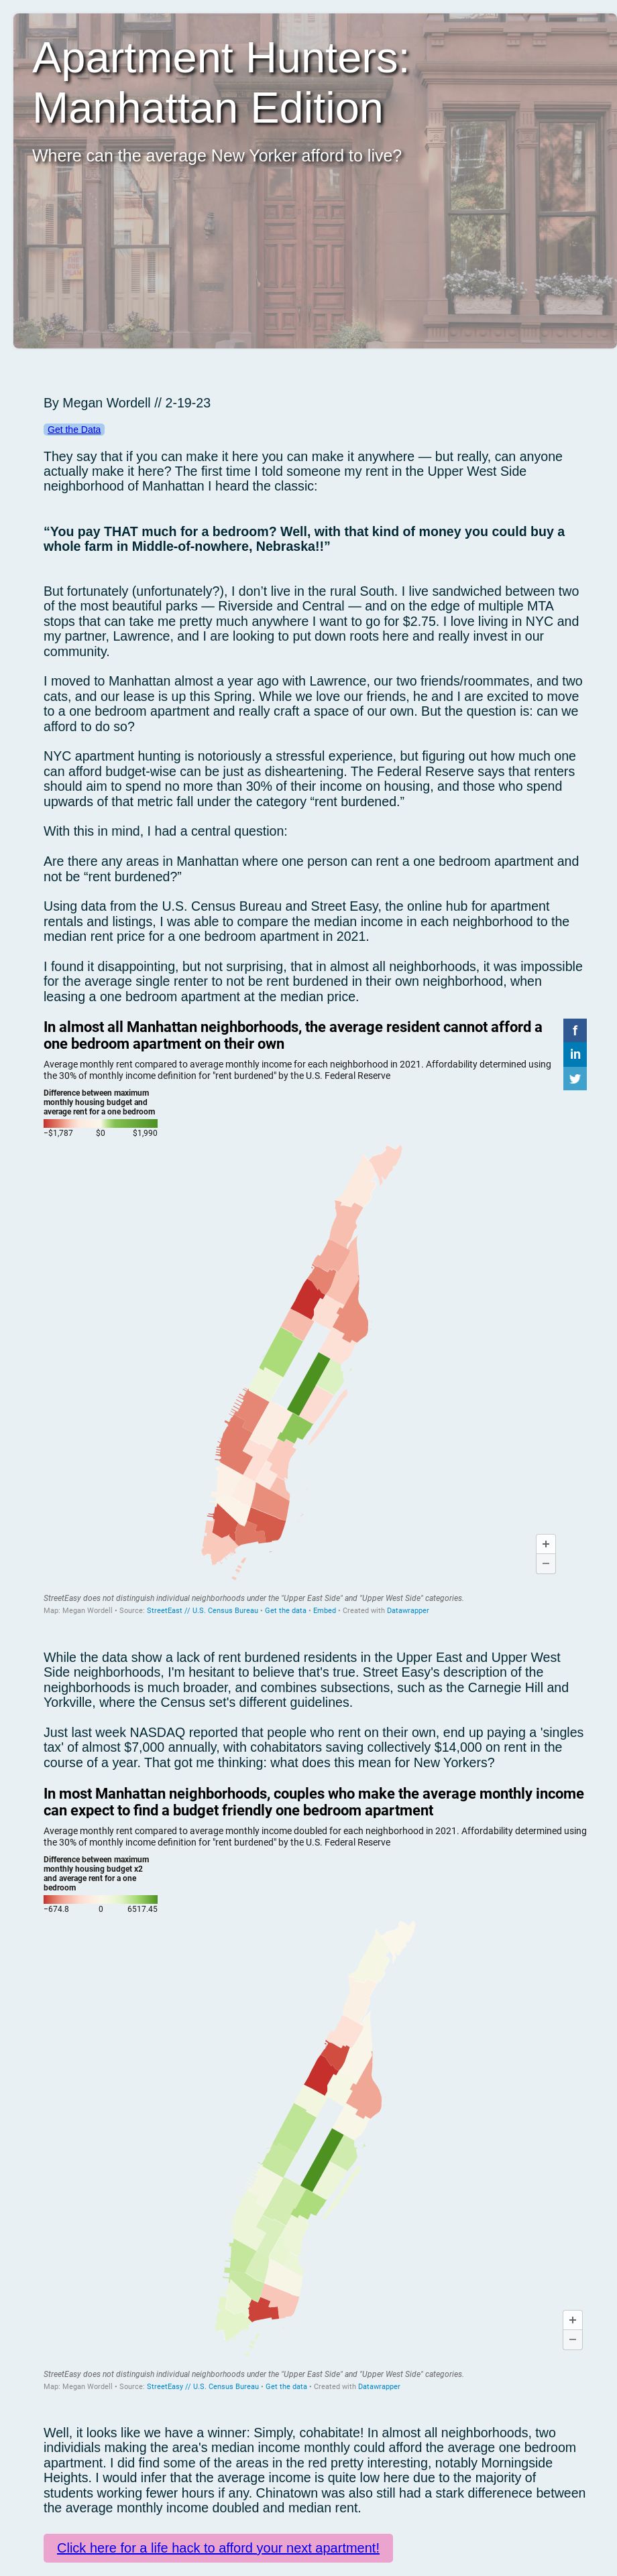 Apartment Hunters:
Manhattan Edition
Where can the average New Yorker afford to live?
By Megan Wordell // 2-19-23
Get the Data
They say that if you can make it here you can make it anywhere — but really, can anyone
actually make it here? The first time I told someone my rent in the Upper West Side
neighborhood of Manhattan I heard the classic:
“You pay THAT much for a bedroom? Well, with that kind of money you could buy a
whole farm in Middle-of-nowhere, Nebraska!!”
But fortunately (unfortunately?), I don’t live in the rural South. I live sandwiched between two
of the most beautiful parks — Riverside and Central — and on the edge of multiple MTA
stops that can take me pretty much anywhere I want to go for $2.75. I love living in NYC and
my partner, Lawrence, and I are looking to put down roots here and really invest in our
community.
I moved to Manhattan almost a year ago with Lawrence, our two friends/roommates, and two
cats, and our lease is up this Spring. While we love our friends, he and I are excited to move
to a one bedroom apartment and really craft a space of our own. But the question is: can we
afford to do so?
NYC apartment hunting is notoriously a stressful experience, but figuring out how much one
can afford budget-wise can be just as disheartening. The Federal Reserve says that renters
should aim to spend no more than 30% of their income on housing, and those who spend
upwards of that metric fall under the category “rent burdened.”
With this in mind, I had a central question:
Are there any areas in Manhattan where one person can rent a one bedroom apartment and
not be “rent burdened?”
Using data from the U.S. Census Bureau and Street Easy, the online hub for apartment
rentals and listings, I was able to compare the median income in each neighborhood to the
median rent price for a one bedroom apartment in 2021.
I found it disappointing, but not surprising, that in almost all neighborhoods, it was impossible
for the average single renter to not be rent burdened in their own neighborhood, when
leasing a one bedroom apartment at the median price.
In almost all Manhattan neighborhoods, the average resident cannot afford a
one bedroom apartment on their own
f
in
Average monthly rent compared to average monthly income for each neighborhood in 2021. Affordability determined using
the 30% of monthly income definition for "rent burdened" by the U.S. Federal Reserve
Difference between maximum
monthly housing budget and
average rent for a one bedroom
−$1,787 $0 $1,990
+
−
StreetEasy does not distinguish individual neighborhoods under the "Upper East Side" and "Upper West Side" categories.
Map: Megan Wordell • Source: StreetEast // U.S. Census Bureau • Get the data • Embed • Created with Datawrapper
While the data show a lack of rent burdened residents in the Upper East and Upper West
Side neighborhoods, I'm hesitant to believe that's true. Street Easy's description of the
neighborhoods is much broader, and combines subsections, such as the Carnegie Hill and
Yorkville, where the Census set's different guidelines.
Just last week NASDAQ reported that people who rent on their own, end up paying a 'singles
tax' of almost $7,000 annually, with cohabitators saving collectively $14,000 on rent in the
course of a year. That got me thinking: what does this mean for New Yorkers?
In most Manhattan neighborhoods, couples who make the average monthly income
can expect to find a budget friendly one bedroom apartment
Average monthly rent compared to average monthly income doubled for each neighborhood in 2021. Affordability determined using
the 30% of monthly income definition for "rent burdened" by the U.S. Federal Reserve
Difference between maximum
monthly housing budget x2
and average rent for a one
bedroom
−674.8 0 6517.45
+
−
StreetEasy does not distinguish individual neighborhoods under the "Upper East Side" and "Upper West Side" categories.
Map: Megan Wordell • Source: StreetEasy // U.S. Census Bureau • Get the data • Created with Datawrapper
Well, it looks like we have a winner: Simply, cohabitate! In almost all neighborhoods, two
individials making the area's median income monthly could afford the average one bedroom
apartment. I did find some of the areas in the red pretty interesting, notably Morningside
Heights. I would infer that the average income is quite low here due to the majority of
students working fewer hours if any. Chinatown was also still had a stark differenece between
the average monthly income doubled and median rent.
Click here for a life hack to afford your next apartment!